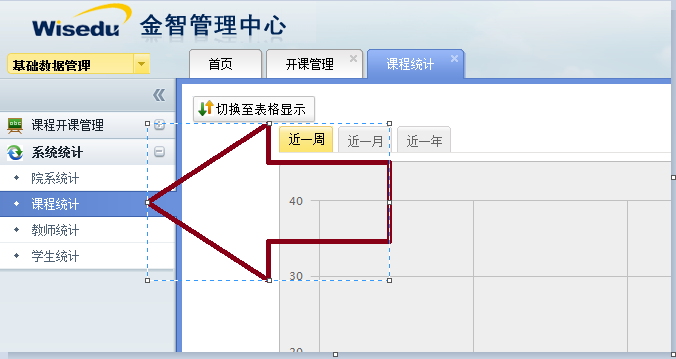 Wisedu 金智管理中心
基础数据管理
首页
开课管理
课程统计
切换至表格显示
课程开课管理
系统统计
院系统计
课程统计
教师统计
学生统计
近一周
近一月
近一年
40
30
20